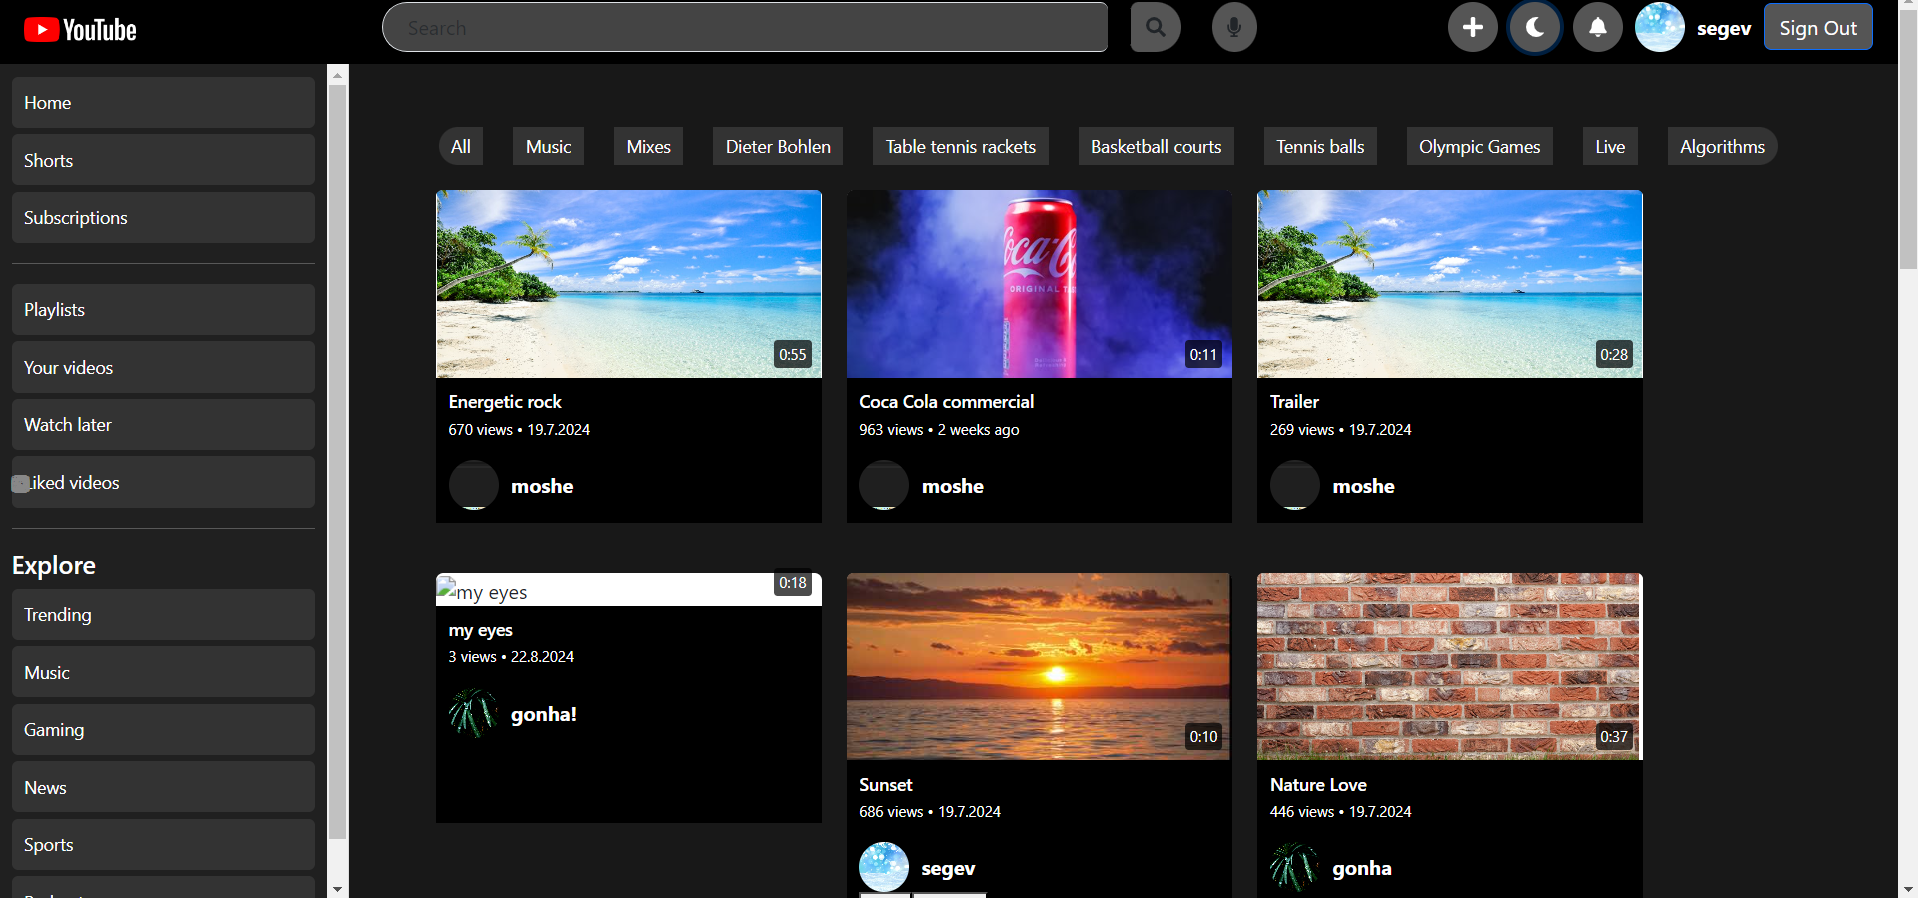 YouTube
Search
segev
Sign Out
Home
Shorts
Subscriptions
Playlists
Your videos
Watch later
Liked videos
Explore
Trending
Music
Gaming
News
Sports
All
Music
Mixes
Dieter Bohlen
Table tennis rackets
Basketball courts
Tennis balls
Olympic Games
Live
Algorithms
0:55
Energetic rock
670 views • 19.7.2024
moshe
Coca-Co
ORIGINAL TA
0:11
Coca Cola commercial
963 views • 2 weeks ago
moshe
0:28
Trailer
269 views • 19.7.2024
moshe
my eyes
0:18
my eyes
3 views • 22.8.2024
gonha!
0:10
Sunset
686 views • 19.7.2024
segev
0:37
Nature Love
446 views • 19.7.2024
gonha